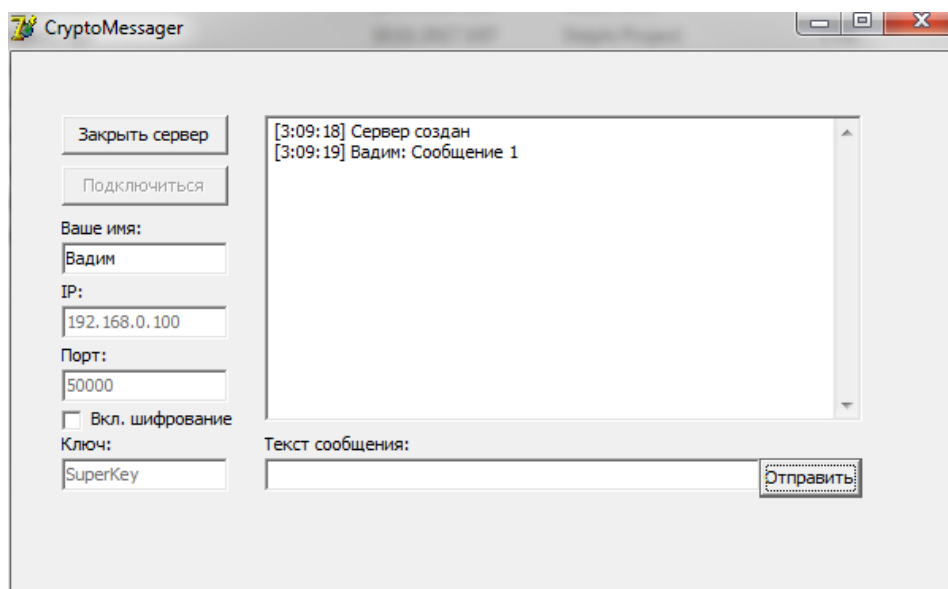 CryptoMessager
Закрыть сервер
Подключиться
Ваше имя:
Вадим
IP:
192.168.0.100
Порт:
50000
Вкл. шифрование
Ключ:
SuperKey
[3:09:18] Сервер создан
[3:09:19] Вадим: Сообщение 1
Текст сообщения:
Отправить